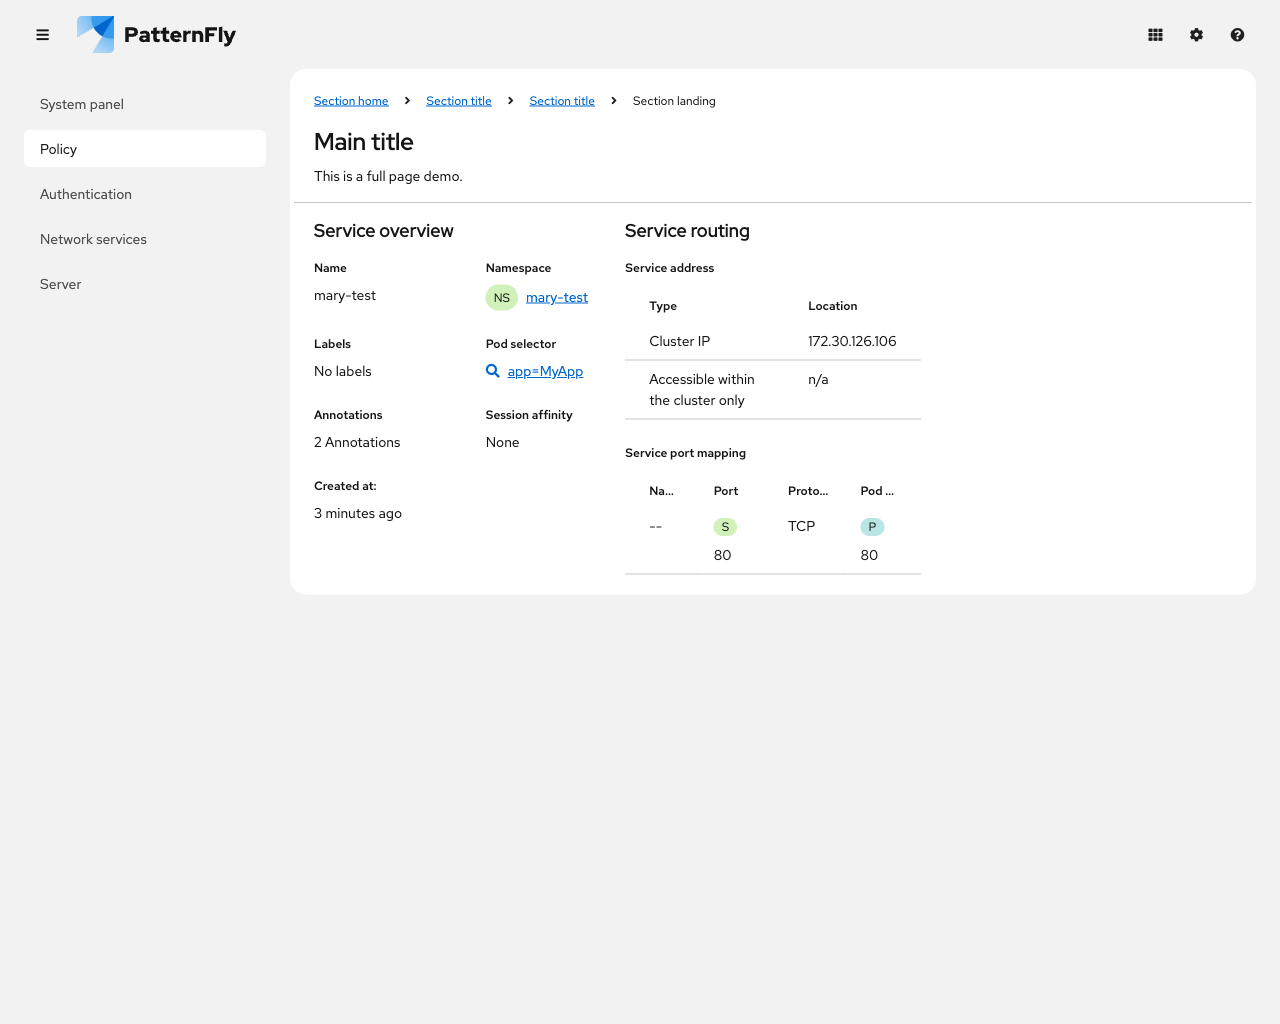 PatternFly
System panel
Policy
Authentication
Network services
Server
Section home
Section title
Section title
Section landing
Main title
This is a full page demo.
Service overview
Name
mary-test
Namespace
NS mary-test
Labels
No labels
Pod selector
app=MyApp
Annotations
2 Annotations
Session affinity
None
Created at:
3 minutes ago
Service routing
Service address
Type Location
Cluster IP 172.30.126.106
Accessible within n/a
the cluster only
Service port mapping
Na... Port Proto... Pod ...
-- S TCP P
80 80